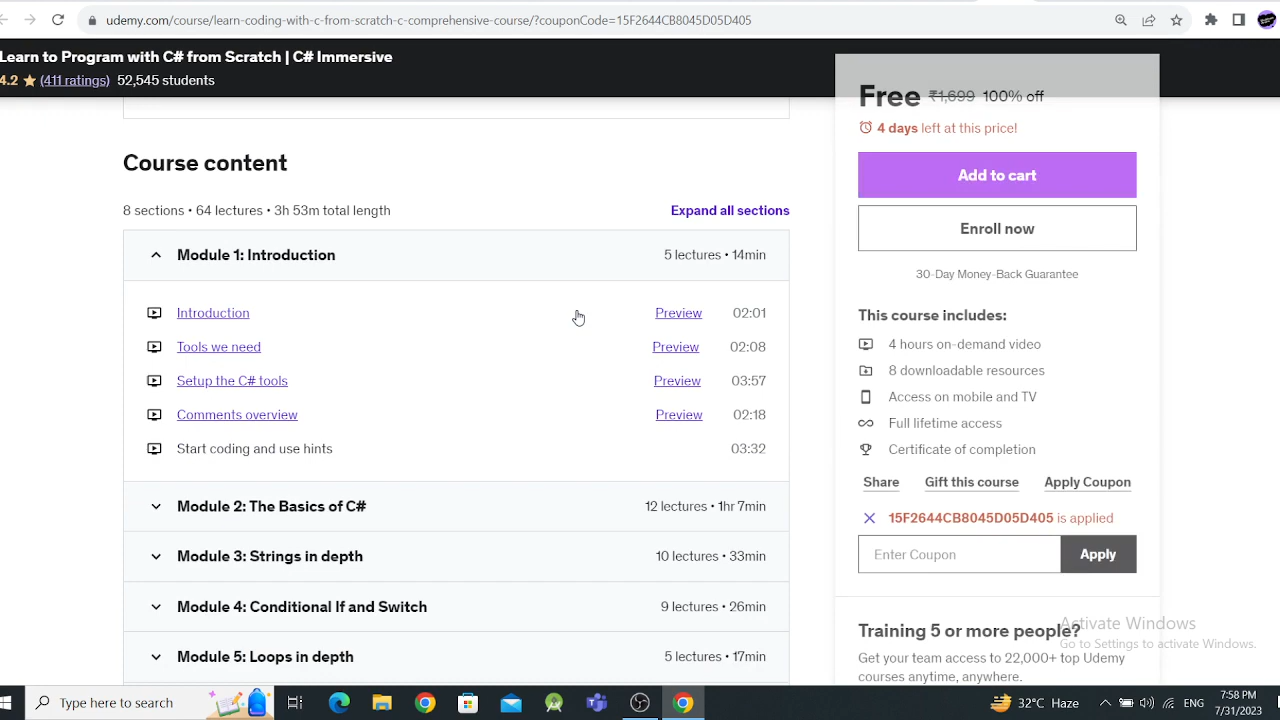 udemy.com/course/learn-coding-with-c-from-scratch-c-comprehensive-course/?couponCode=15F2644CB8045D05D405
Learn to Program with C# from Scratch | C# Immersive
4.2 ★ (411 ratings) 52,545 students
Free ₹1,699 100% off
4 days left at this price!
Add to cart
Enroll now
30-Day Money-Back Guarantee
This course includes:
4 hours on-demand video
8 downloadable resources
Access on mobile and TV
Full lifetime access
Certificate of completion
Share Gift this course Apply Coupon
15F2644CB8045D05D405 is applied
Enter Coupon Apply
Training 5 or more people?
Get your team access to 22,000+ top Udemy
courses anytime, anywhere.
Course content
8 sections • 64 lectures • 3h 53m total length Expand all sections
Module 1: Introduction 5 lectures • 14min
Introduction Preview 02:01
Tools we need Preview 02:08
Setup the C# tools Preview 03:57
Comments overview Preview 02:18
Start coding and use hints 03:32
Module 2: The Basics of C# 12 lectures • 1hr 7min
Module 3: Strings in depth 10 lectures • 33min
Module 4: Conditional If and Switch 9 lectures • 26min
Module 5: Loops in depth 5 lectures • 17min
Activate Windows
Go to Settings to activate Windows.
Type here to search
32°C Haze
ENG
7:58 PM
7/31/2023